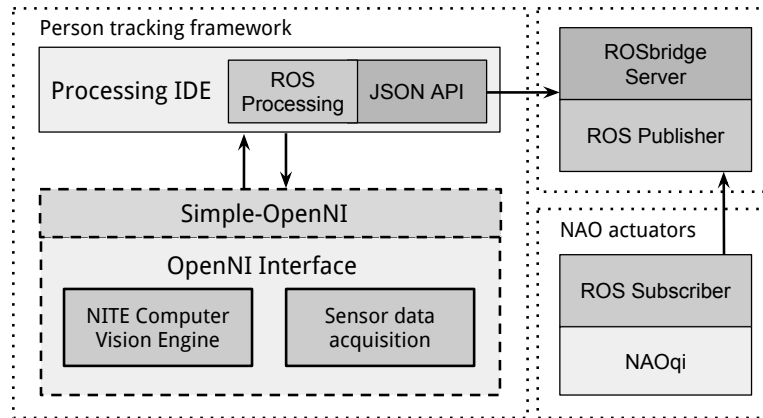 Person tracking framework
Processing IDE
ROS
Processing
JSON API
Simple-OpenNI
OpenNI Interface
NITE Computer
Vision Engine
Sensor data
acquisition
ROSbridge
Server
ROS Publisher
NAO actuators
ROS Subscriber
NAOqi